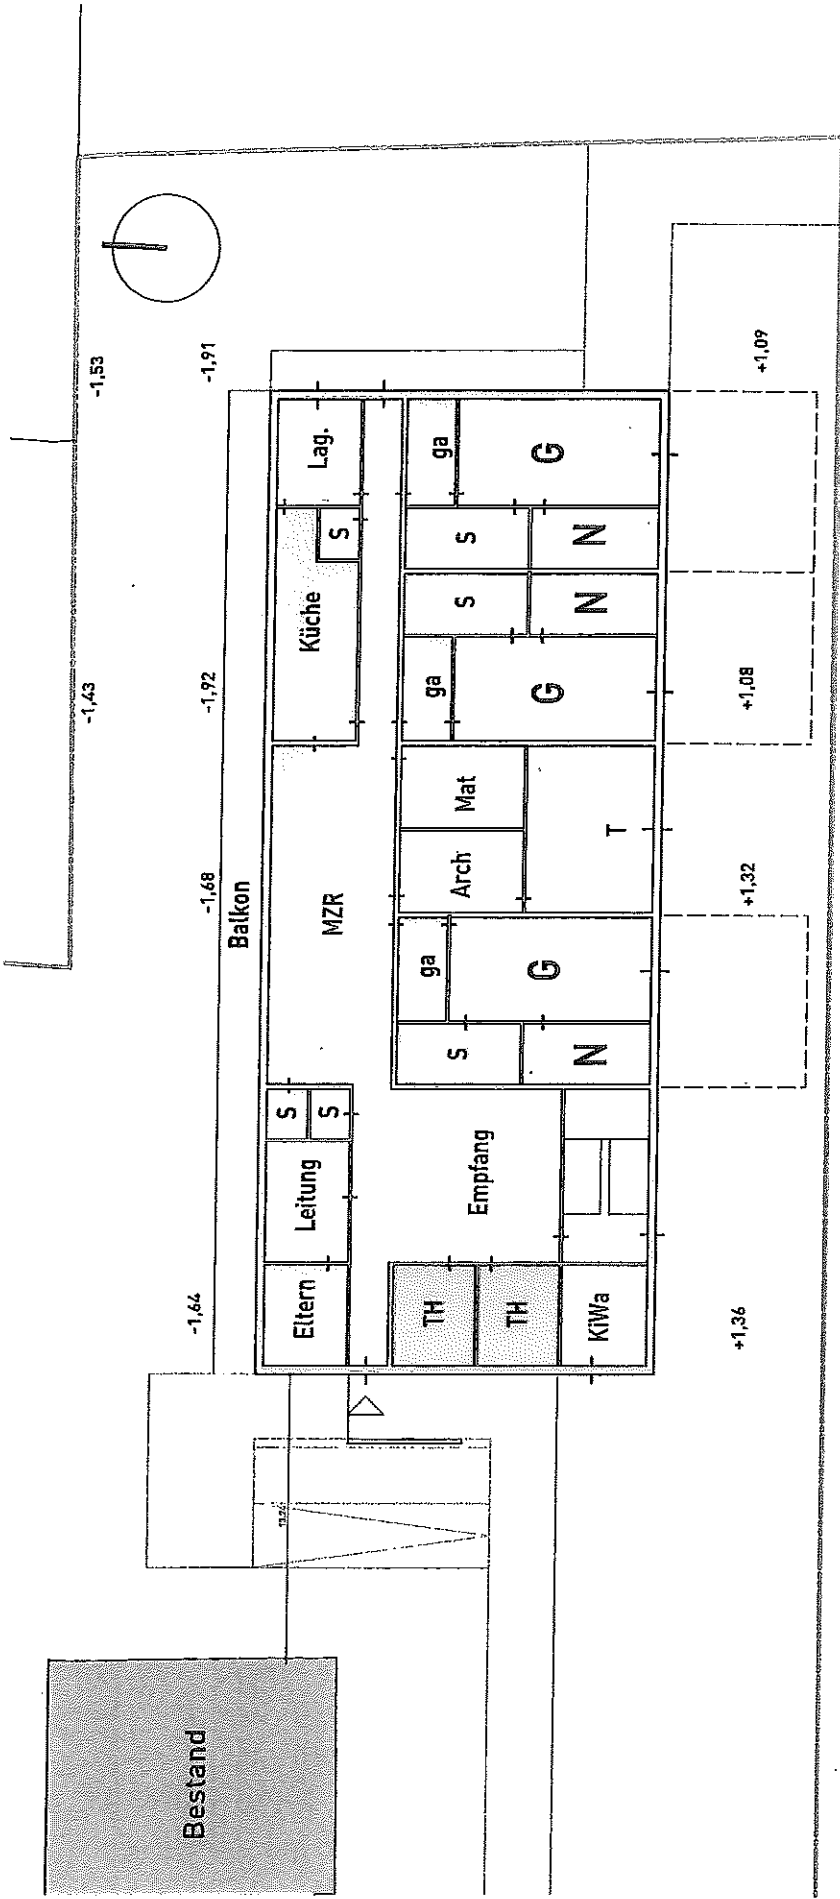 -1,53
-1,91
-1,43
-1,92
-1,68
-1,64
Balkon
Lag.
S
Küche
MZR
S
S
Leitung
Eltern
ga
G
S
N
S
N
ga
G
Mat
Arch
T
ga
G
S
N
Empfang
TH
TH
KiWa
+1,09
+1,08
+1,32
+1,36
Bestand